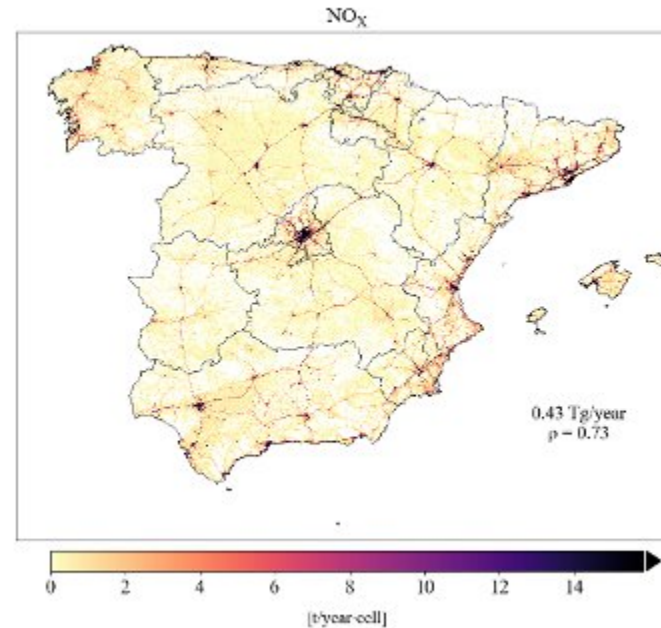 NOX
0.43 Tg/year
ρ = 0.73
0 2 4 6 8 10 12 14
[t/year·cell]